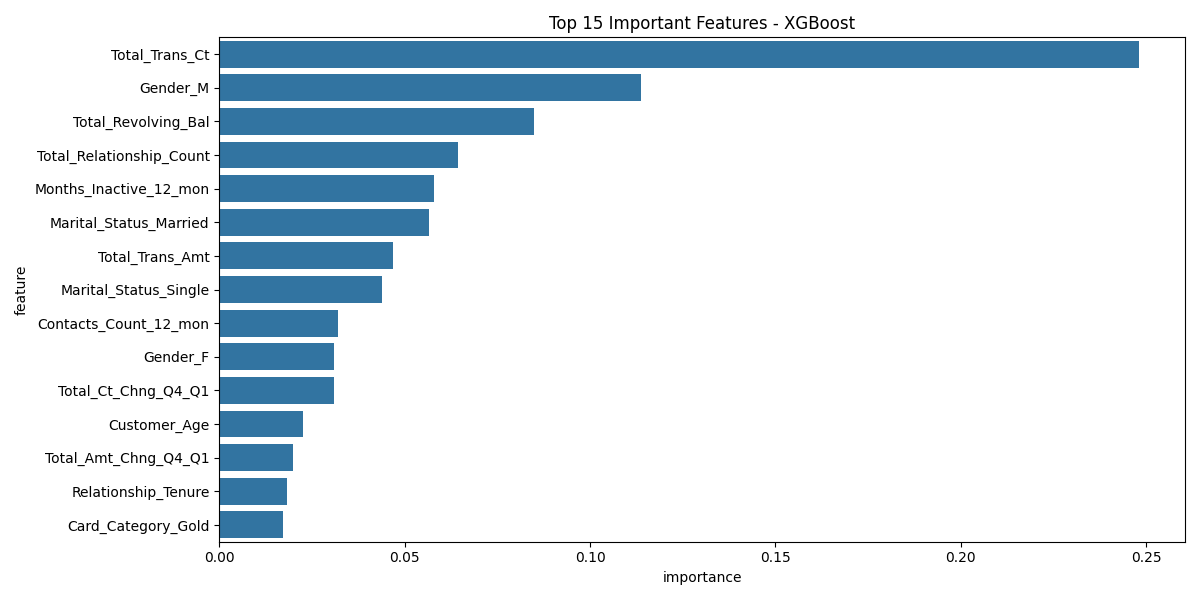 Top 15 Important Features - XGBoost
feature
Total_Trans_Ct
Gender_M
Total_Revolving_Bal
Total_Relationship_Count
Months_Inactive_12_mon
Marital_Status_Married
Total_Trans_Amt
Marital_Status_Single
Contacts_Count_12_mon
Gender_F
Total_Ct_Chng_Q4_Q1
Customer_Age
Total_Amt_Chng_Q4_Q1
Relationship_Tenure
Card_Category_Gold
0.00 0.05 0.10 0.15 0.20 0.25
importance